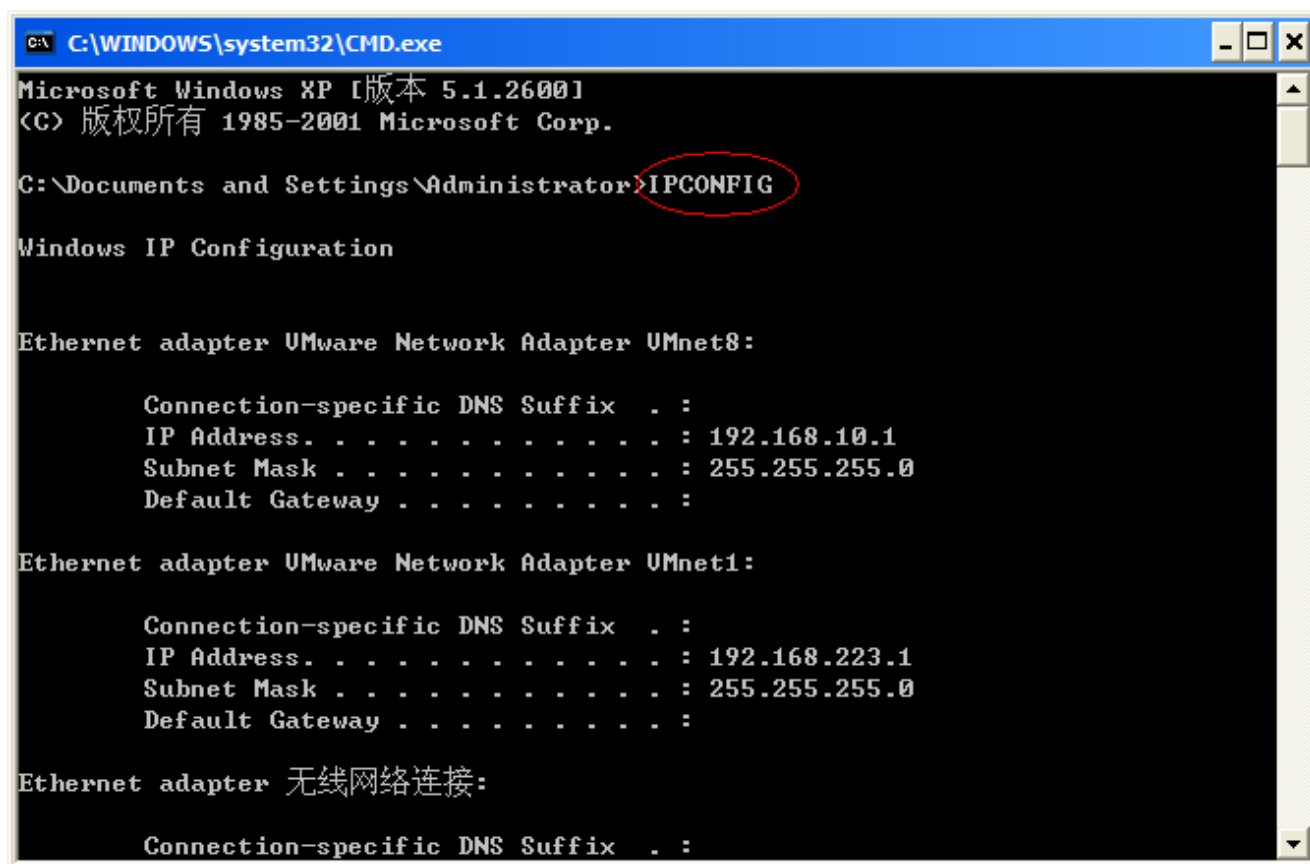 C:\WINDOWS\system32\CMD.exe
Microsoft Windows XP [版本 5.1.2600]
(C) 版权所有 1985-2001 Microsoft Corp.
C:\Documents and Settings\Administrator>IPCONFIG
Windows IP Configuration
Ethernet adapter VMware Network Adapter VMnet8:
Connection-specific DNS Suffix  . :
IP Address. . . . . . . . . . . . : 192.168.10.1
Subnet Mask . . . . . . . . . . . : 255.255.255.0
Default Gateway . . . . . . . . . :
Ethernet adapter VMware Network Adapter VMnet1:
Connection-specific DNS Suffix  . :
IP Address. . . . . . . . . . . . : 192.168.223.1
Subnet Mask . . . . . . . . . . . : 255.255.255.0
Default Gateway . . . . . . . . . :
Ethernet adapter 无线网络连接:
Connection-specific DNS Suffix  . :